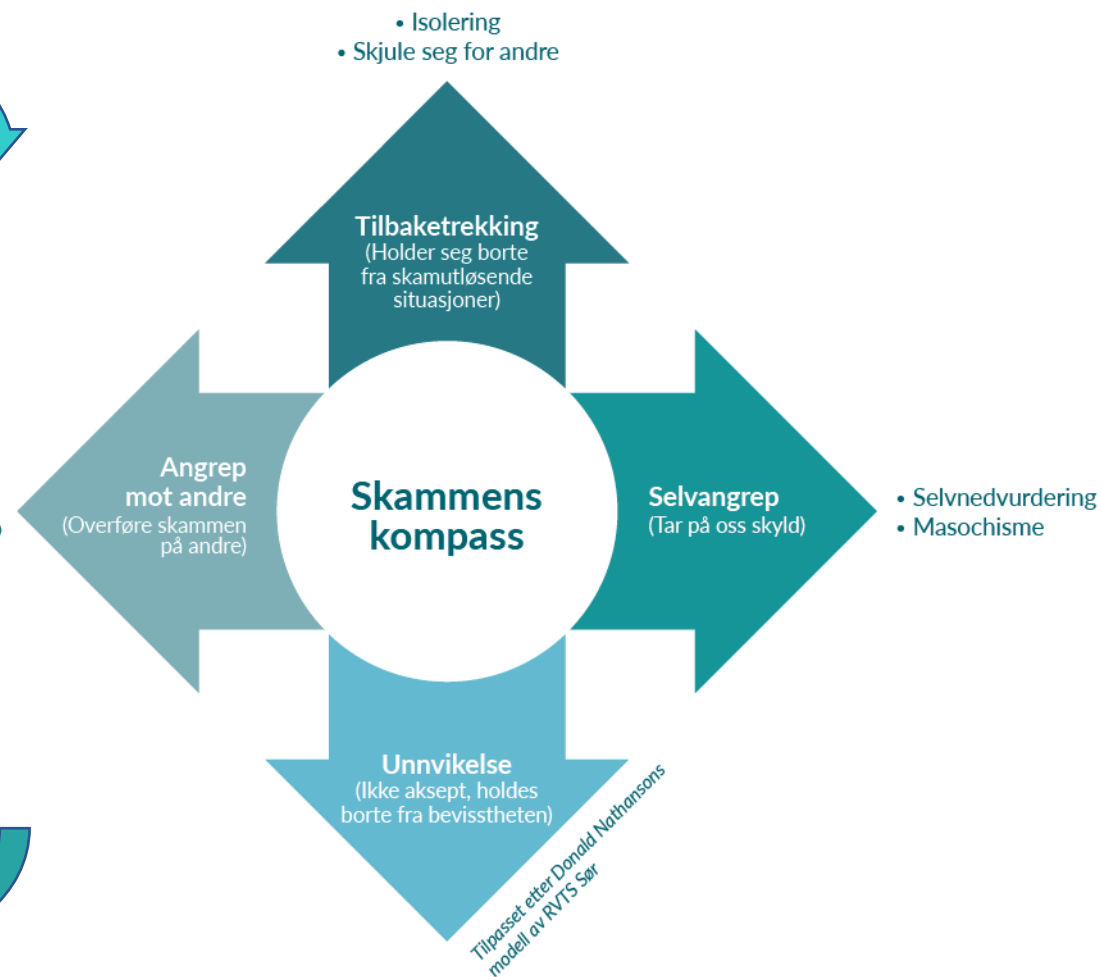 • Isolering
• Skjule seg for andre
Tilbaketrekking
(Holder seg borte
fra skamutløsende
situasjoner)
Angrep
mot andre
(Overføre skammen
på andre)
Skammens
kompass
Selvangrep
(Tar på oss skyld)
• Selvnedvurdering
• Masochisme
Unnvikelse
(Ikke aksept, holdes
borte fra bevisstheten)
Tilpasset etter Donald Nathansons
modell av RVTS Sør